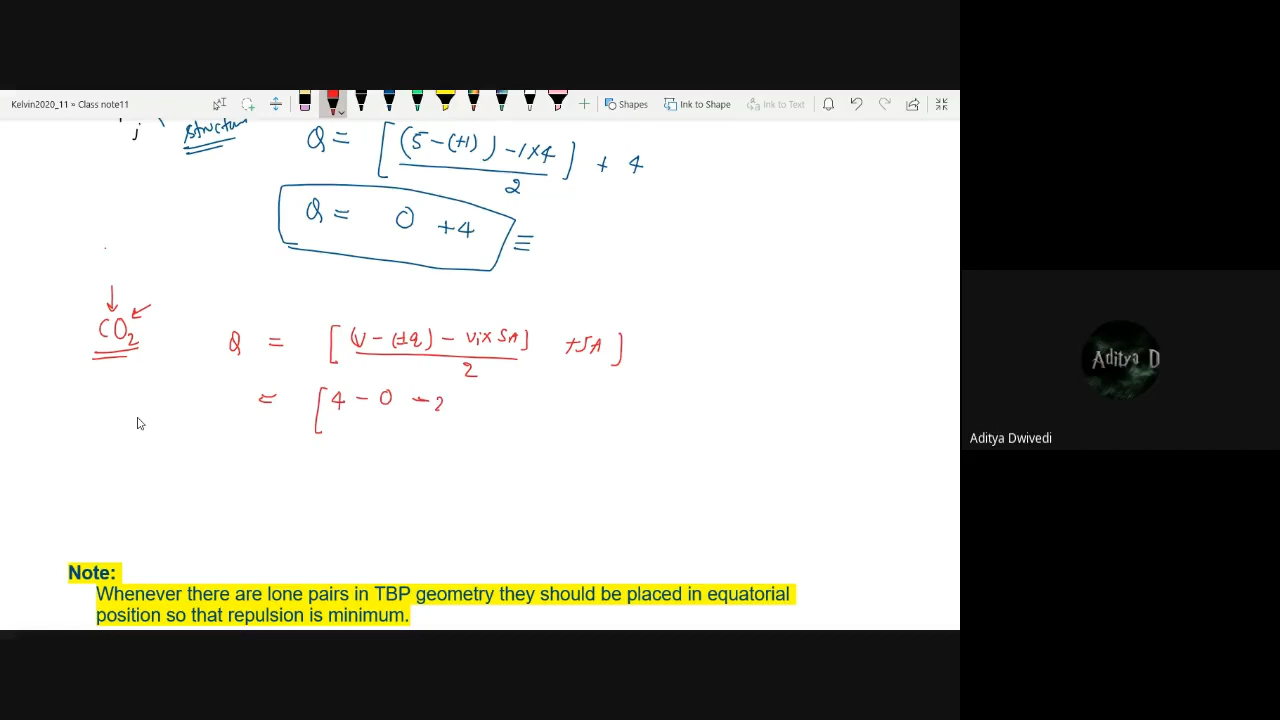 Kelvin2020_11 » Class note11
Shapes Ink to Shape Ink to Text
j structure
Q = [ (5 - (+1)) - 1×4 / 2 ] + 4
Q = 0 +4 ≡
CO2 Q = [ (V - (±q) - Vi× SA] / 2 + SA ]
= [ 4 - 0 - 2
Aditya D
Aditya Dwivedi
Note:
Whenever there are lone pairs in TBP geometry they should be placed in equatorial
position so that repulsion is minimum.